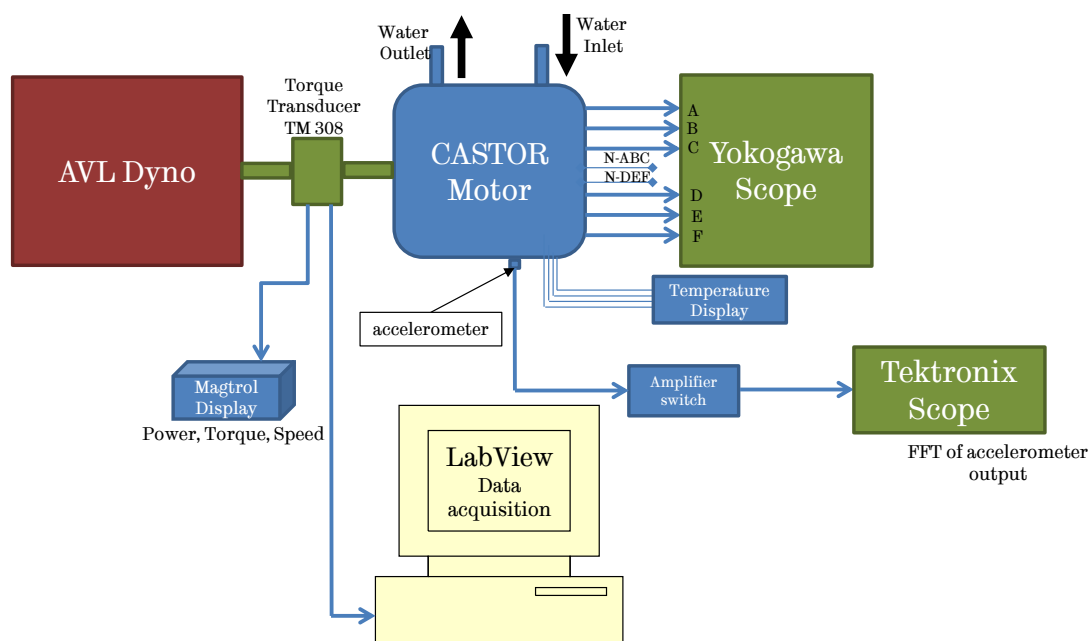 Water
Outlet
Water
Inlet
Torque
Transducer
TM 308
AVL Dyno
CASTOR
Motor
A
B
C
N-ABC
N-DEF
D
E
F
Yokogawa
Scope
Temperature
Display
accelerometer
Magtrol
Display
Power, Torque, Speed
Amplifier
switch
Tektronix
Scope
FFT of accelerometer
output
LabView
Data
acquisition